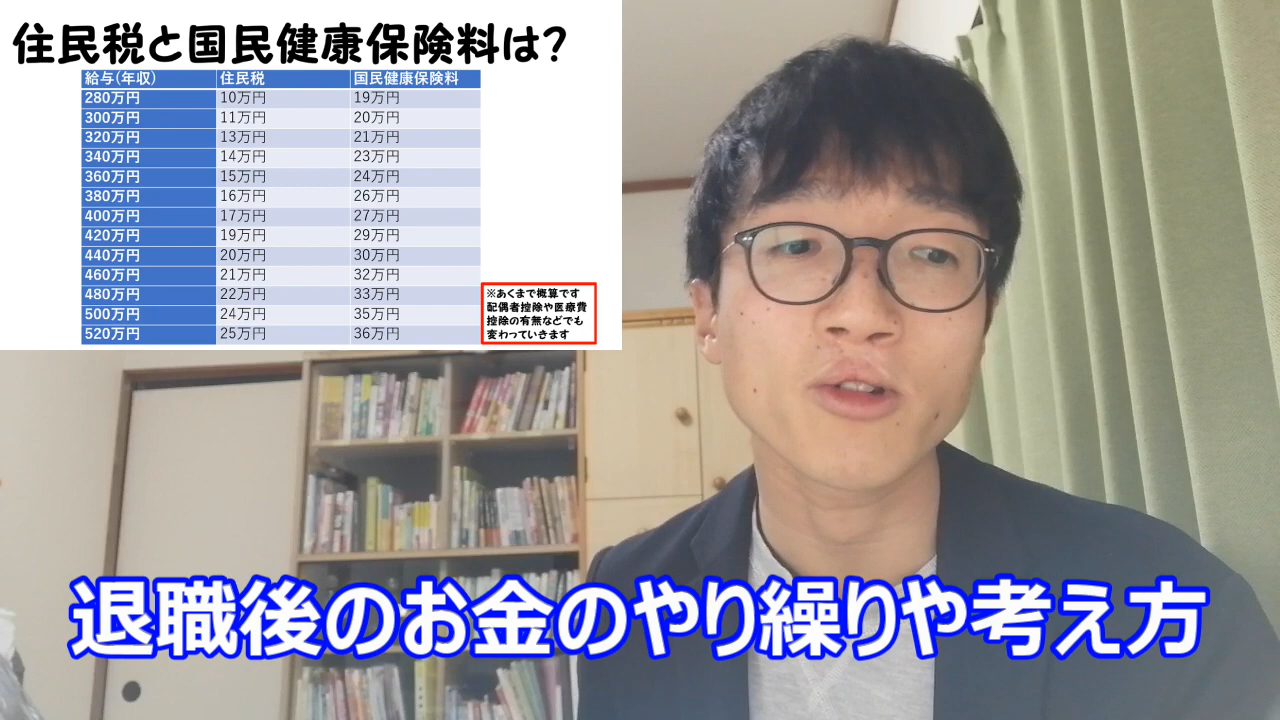 住民税と国民健康保険料は?
給与(年収) 住民税 国民健康保険料
280万円 10万円 19万円
300万円 11万円 20万円
320万円 13万円 21万円
340万円 14万円 23万円
360万円 15万円 24万円
380万円 16万円 26万円
400万円 17万円 27万円
420万円 19万円 29万円
440万円 20万円 30万円
460万円 21万円 32万円
480万円 22万円 33万円
500万円 24万円 35万円
520万円 25万円 36万円
※あくまで概算です
配偶者控除や医療費
控除の有無などでも
変わっていきます
退職後のお金のやり繰りや考え方